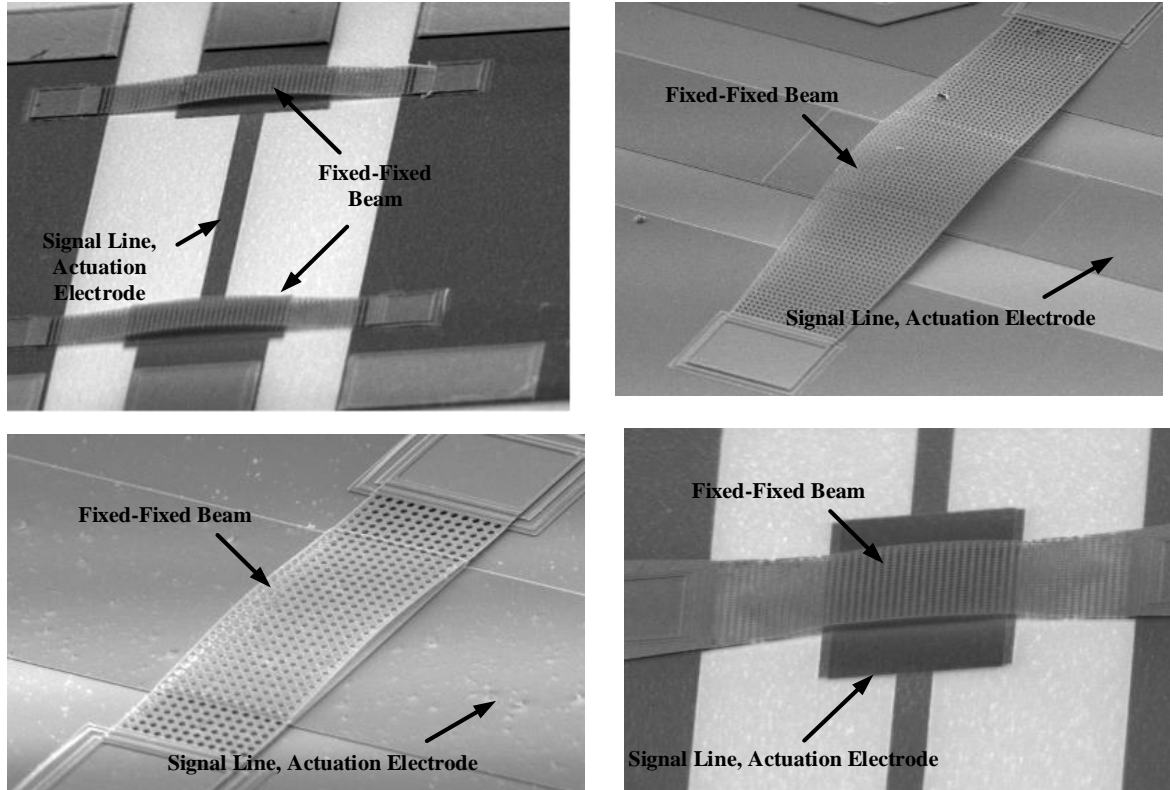 Fixed-Fixed
Beam
Signal Line,
Actuation
Electrode
Fixed-Fixed Beam
Signal Line, Actuation Electrode
Fixed-Fixed Beam
Signal Line, Actuation Electrode
Fixed-Fixed Beam
Signal Line, Actuation Electrode